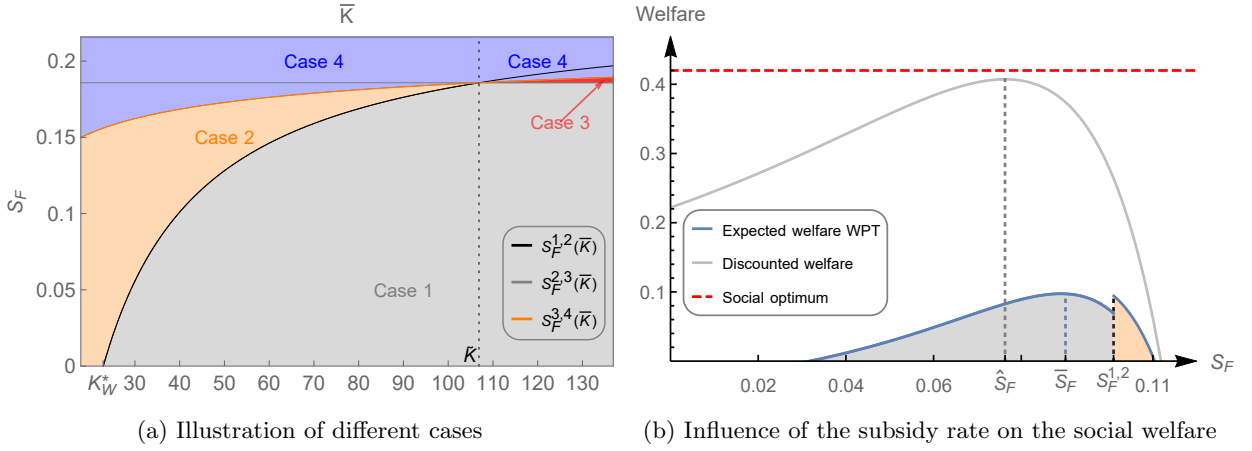 K̅
Case 4
Case 4
Case 2
Case 3
Case 1
S_F^{1,2}(K̅)
S_F^{2,3}(K̅)
S_F^{3,4}(K̅)
S_F
0.2
0.15
0.1
0.05
0
K̃
K_W^* 30 40 50 60 70 80 90 100 110 120 130
(a) Illustration of different cases
Welfare
0.4
0.3
0.2
0.1
Expected welfare WPT
Discounted welfare
Social optimum
0.02 0.04 0.06 Ŝ_F S̅_F S_F^{1,2} 0.11 S_F
(b) Influence of the subsidy rate on the social welfare